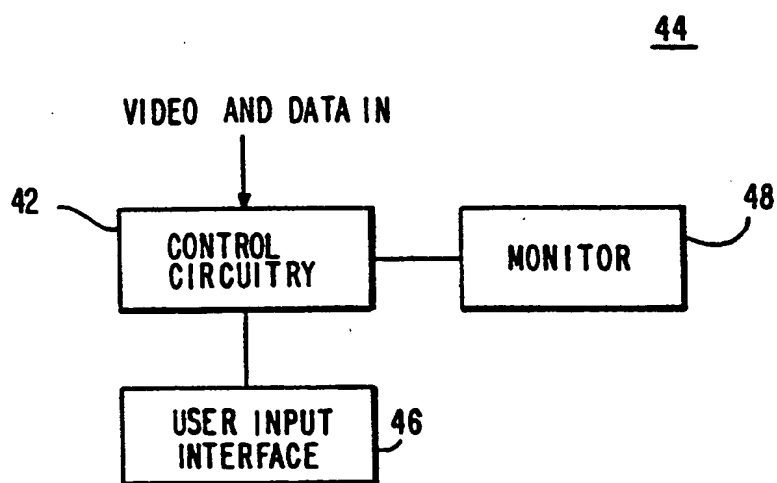 44
VIDEO AND DATA IN
42
CONTROL
CIRCUITRY
MONITOR
48
USER INPUT
INTERFACE
46